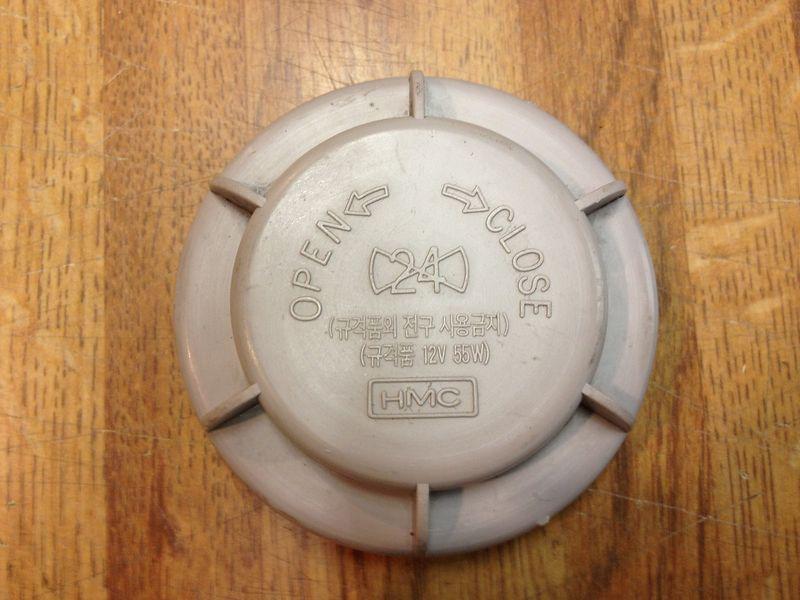 OPEN
CLOSE
24
(규격품외 전구 사용금지)
(규격품 12V 55W)
HMC